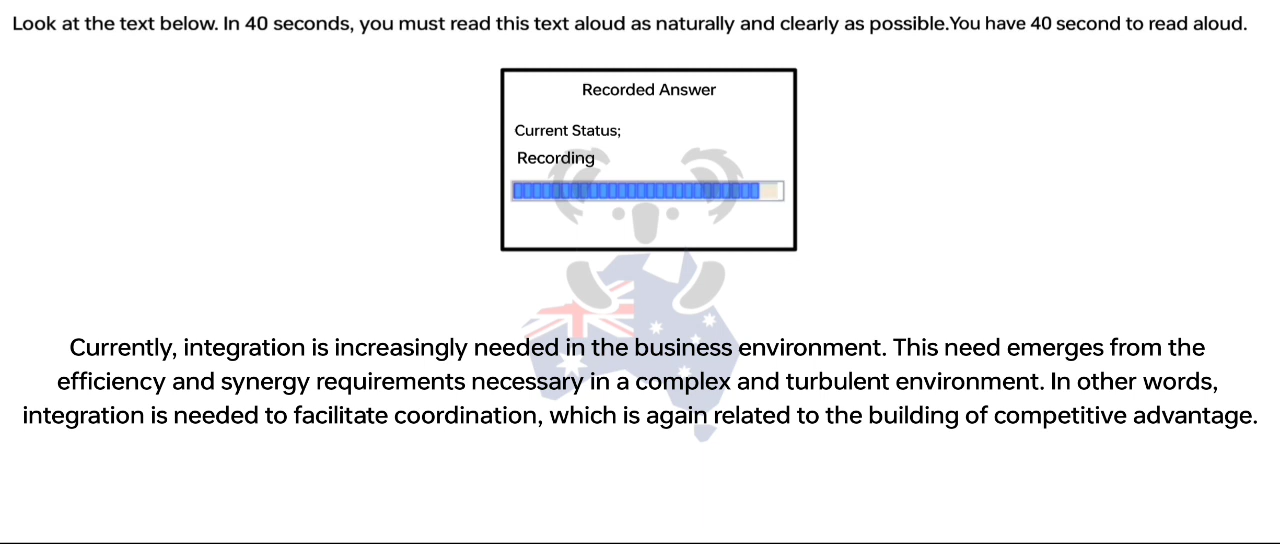 Look at the text below. In 40 seconds, you must read this text aloud as naturally and clearly as possible.You have 40 second to read aloud.
Recorded Answer
Current Status;
Recording
Currently, integration is increasingly needed in the business environment. This need emerges from the
efficiency and synergy requirements necessary in a complex and turbulent environment. In other words,
integration is needed to facilitate coordination, which is again related to the building of competitive advantage.